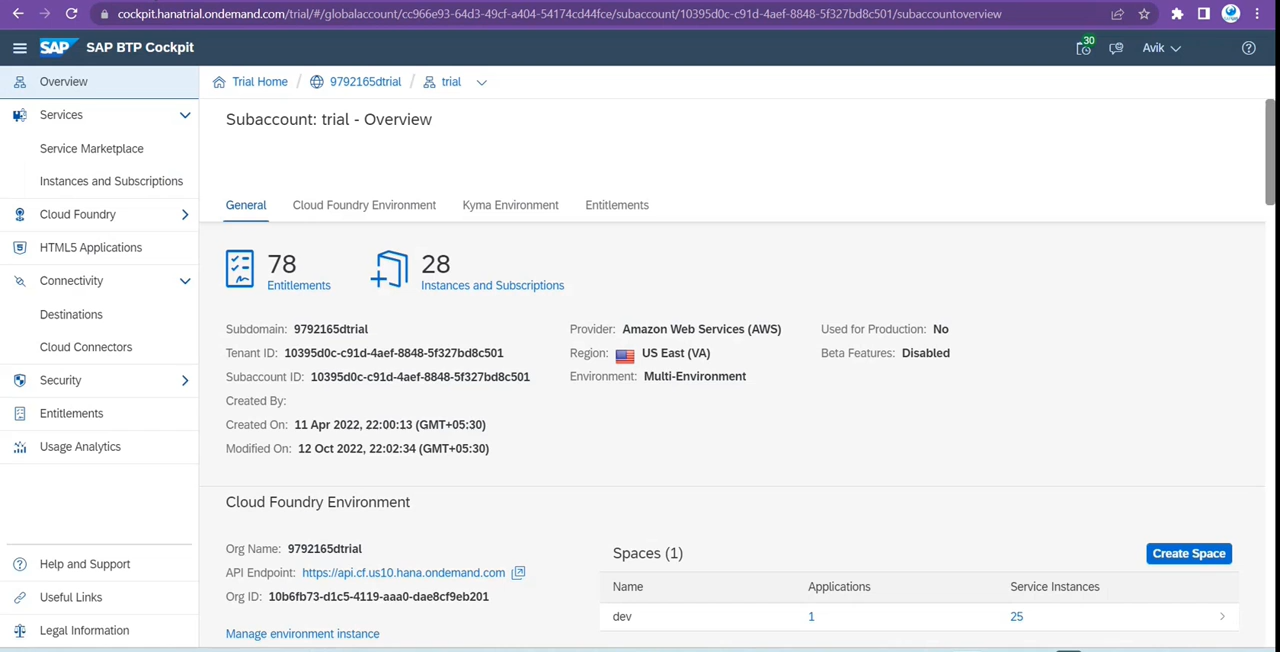 cockpit.hanatrial.ondemand.com/trial/#/globalaccount/cc966e93-64d3-49cf-a404-54174cd44fce/subaccount/10395d0c-c91d-4aef-8848-5f327bd8c501/subaccountoverview
SAP SAP BTP Cockpit 30 Avik
Overview
Services
Service Marketplace
Instances and Subscriptions
Cloud Foundry
HTML5 Applications
Connectivity
Destinations
Cloud Connectors
Security
Entitlements
Usage Analytics
Help and Support
Useful Links
Legal Information
Trial Home / 9792165dtrial / trial
Subaccount: trial - Overview
General Cloud Foundry Environment Kyma Environment Entitlements
78 Entitlements
28 Instances and Subscriptions
Subdomain: 9792165dtrial
Tenant ID: 10395d0c-c91d-4aef-8848-5f327bd8c501
Subaccount ID: 10395d0c-c91d-4aef-8848-5f327bd8c501
Created By:
Created On: 11 Apr 2022, 22:00:13 (GMT+05:30)
Modified On: 12 Oct 2022, 22:02:34 (GMT+05:30)
Provider: Amazon Web Services (AWS)
Region: US East (VA)
Environment: Multi-Environment
Used for Production: No
Beta Features: Disabled
Cloud Foundry Environment
Org Name: 9792165dtrial
API Endpoint: https://api.cf.us10.hana.ondemand.com
Org ID: 10b6fb73-d1c5-4119-aaa0-dae8cf9eb201
Manage environment instance
Spaces (1) Create Space
Name Applications Service Instances
dev 1 25